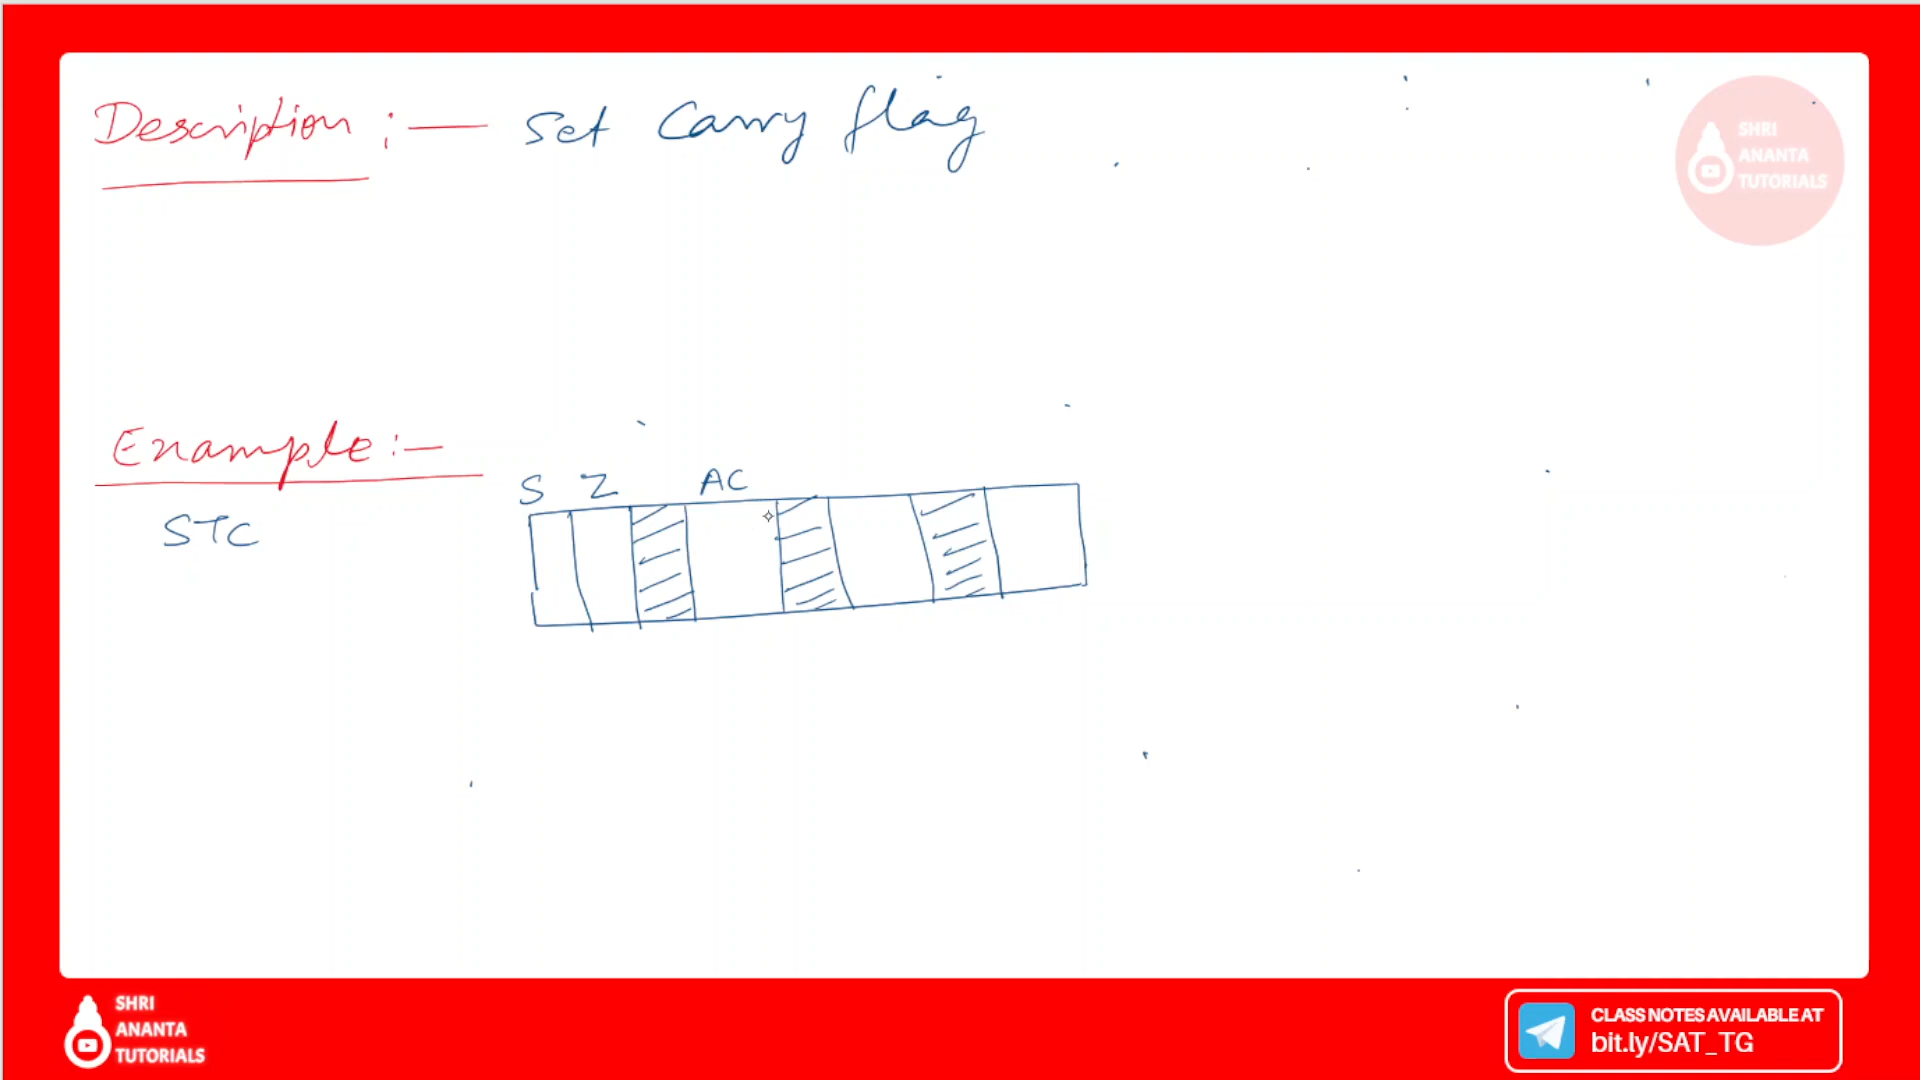 Description :— Set Carry flag
SHRI
ANANTA
TUTORIALS
Example :—
S Z AC
STC
SHRI
ANANTA
TUTORIALS
CLASS NOTES AVAILABLE AT
bit.ly/SAT_TG